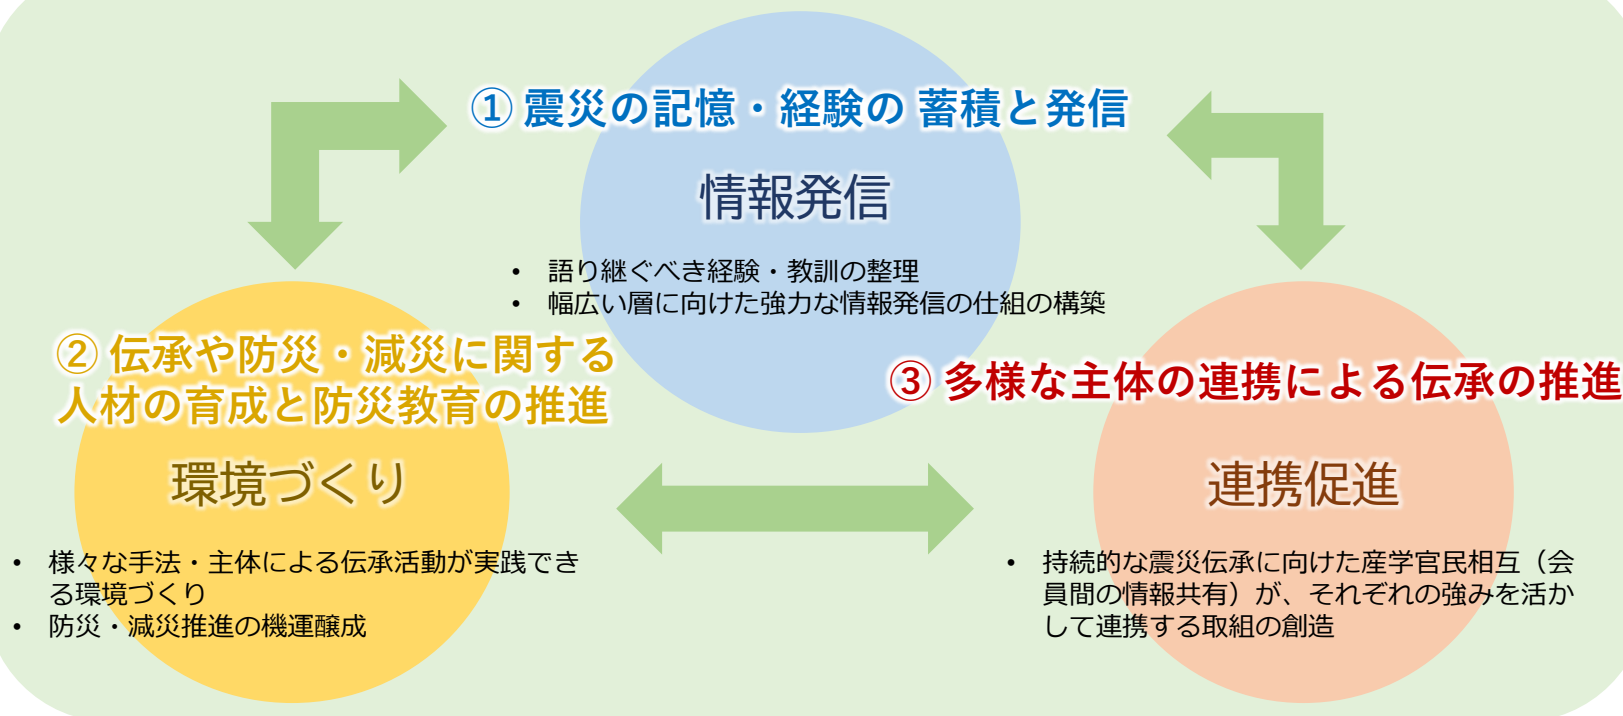 ① 震災の記憶・経験の 蓄積と発信
情報発信
• 語り継ぐべき経験・教訓の整理
• 幅広い層に向けた強力な情報発信の仕組の構築
② 伝承や防災・減災に関する
人材の育成と防災教育の推進
環境づくり
• 様々な手法・主体による伝承活動が実践でき
る環境づくり
• 防災・減災推進の機運醸成
③ 多様な主体の連携による伝承の推進
連携促進
• 持続的な震災伝承に向けた産学官民相互（会
員間の情報共有）が、それぞれの強みを活か
して連携する取組の創造